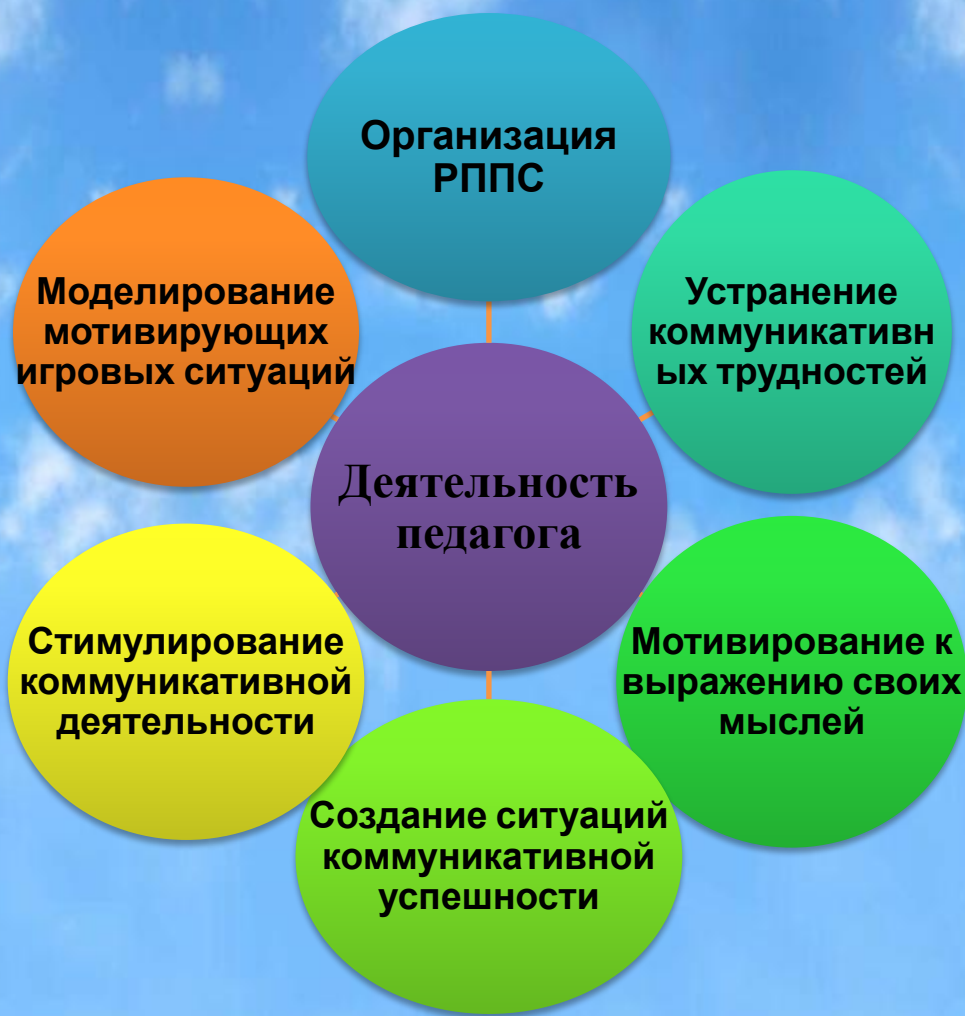 Организация
РППС
Устранение
коммуникативн
ых трудностей
Мотивирование к
выражению своих
мыслей
Создание ситуаций
коммуникативной
успешности
Стимулирование
коммуникативной
деятельности
Моделирование
мотивирующих
игровых ситуаций
Деятельность
педагога